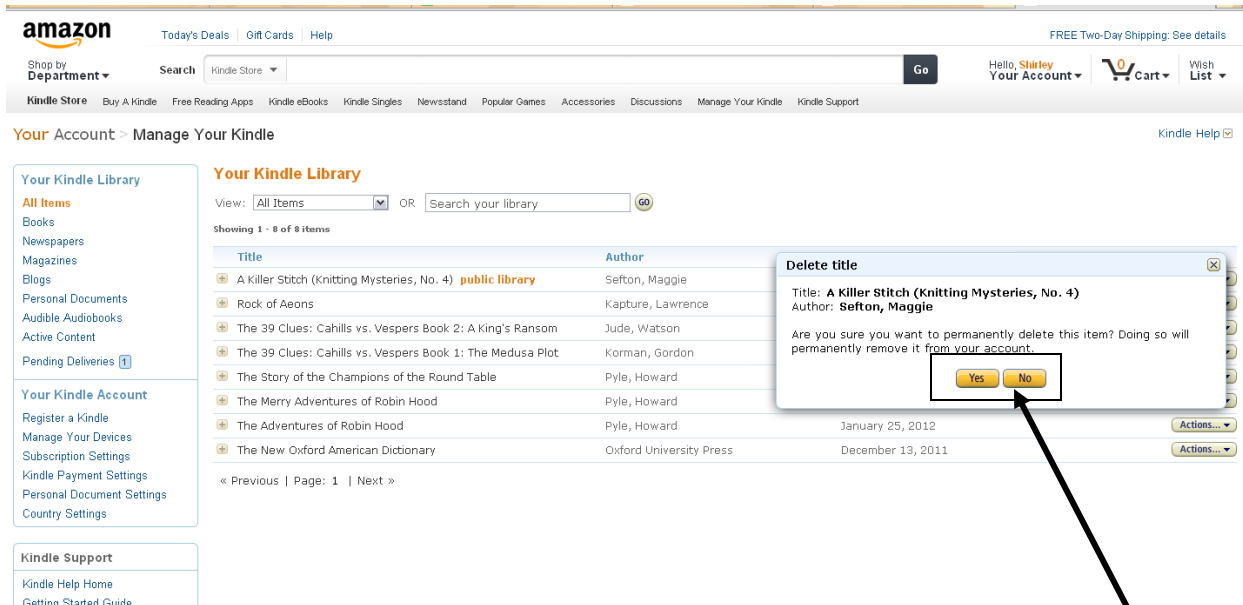 amazon
Today's Deals | Gift Cards | Help
FREE Two-Day Shipping: See details
Shop by
Department
Search Kindle Store Go
Hello, Shirley
Your Account
0
Cart
Wish
List
Kindle Store Buy A Kindle Free Reading Apps Kindle eBooks Kindle Singles Newsstand Popular Games Accessories Discussions Manage Your Kindle Kindle Support
Your Account > Manage Your Kindle
Kindle Help
Your Kindle Library
All Items
Books
Newspapers
Magazines
Blogs
Personal Documents
Audible Audiobooks
Active Content
Pending Deliveries 1
Your Kindle Account
Register a Kindle
Manage Your Devices
Subscription Settings
Kindle Payment Settings
Personal Document Settings
Country Settings
Kindle Support
Kindle Help Home
Getting Started Guide
Your Kindle Library
View: All Items OR Search your library GO
Showing 1 - 8 of 8 items
Title Author
A Killer Stitch (Knitting Mysteries, No. 4) public library Sefton, Maggie
Rock of Aeons Kapture, Lawrence
The 39 Clues: Cahills vs. Vespers Book 2: A King's Ransom Jude, Watson
The 39 Clues: Cahills vs. Vespers Book 1: The Medusa Plot Korman, Gordon
The Story of the Champions of the Round Table Pyle, Howard
The Merry Adventures of Robin Hood Pyle, Howard
The Adventures of Robin Hood Pyle, Howard January 25, 2012 Actions...
The New Oxford American Dictionary Oxford University Press December 13, 2011 Actions...
« Previous | Page: 1 | Next »
Delete title
Title: A Killer Stitch (Knitting Mysteries, No. 4)
Author: Sefton, Maggie
Are you sure you want to permanently delete this item? Doing so will
permanently remove it from your account.
Yes No